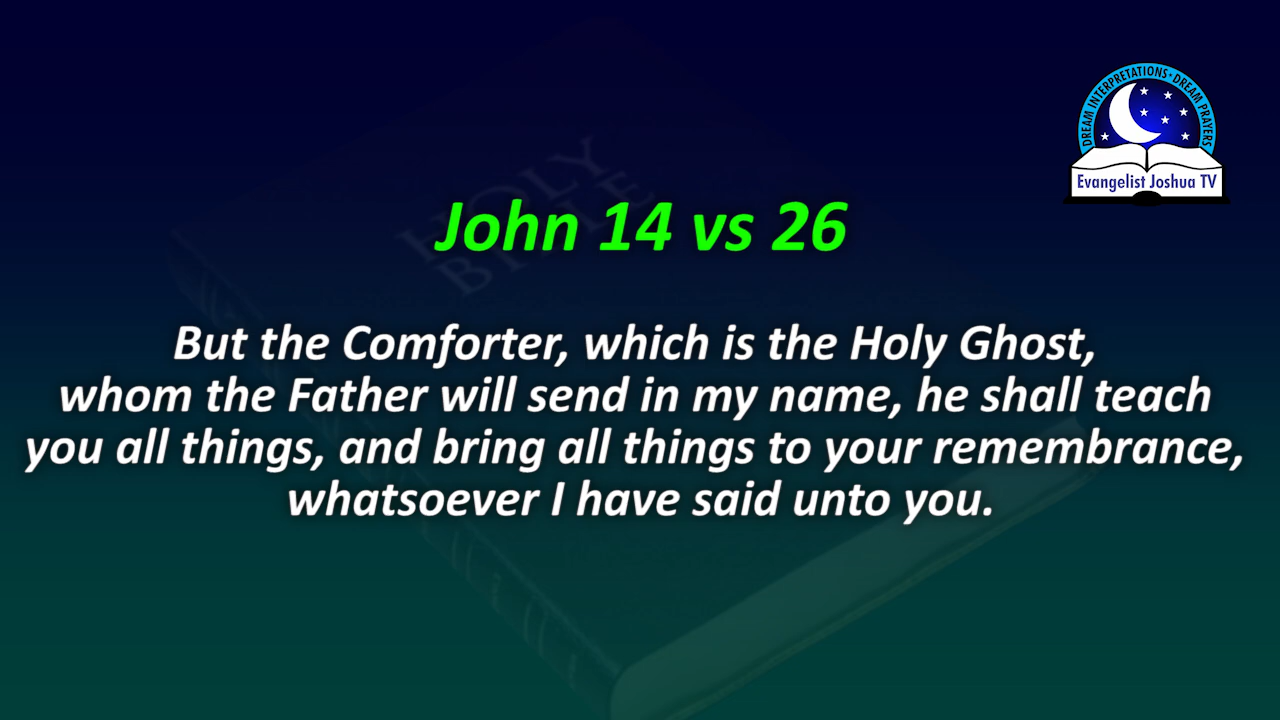 DREAM INTERPRETATIONS · DREAM PRAYERS
Evangelist Joshua TV
HOLY
BIBLE
John 14 vs 26
But the Comforter, which is the Holy Ghost,
whom the Father will send in my name, he shall teach
you all things, and bring all things to your remembrance,
whatsoever I have said unto you.